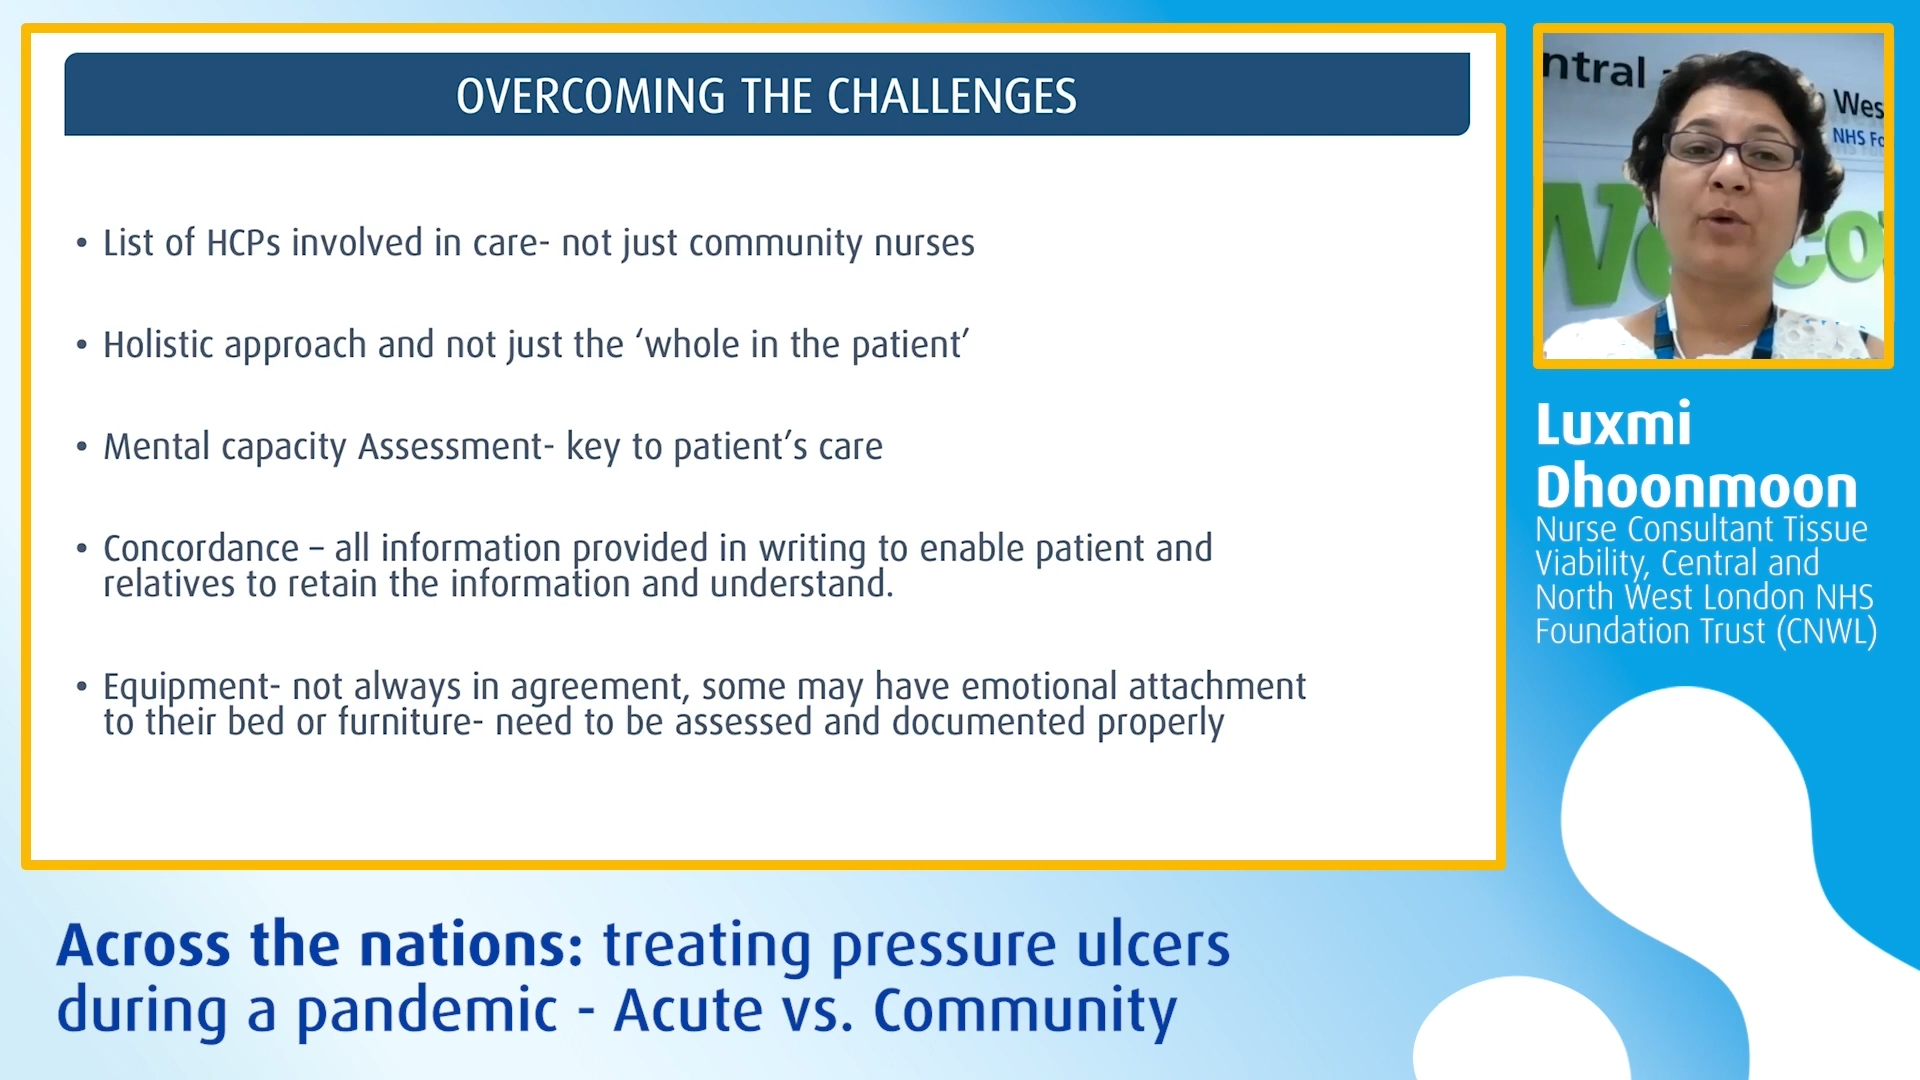 OVERCOMING THE CHALLENGES
• List of HCPs involved in care- not just community nurses
• Holistic approach and not just the ‘whole in the patient’
• Mental capacity Assessment- key to patient’s care
• Concordance – all information provided in writing to enable patient and
relatives to retain the information and understand.
• Equipment- not always in agreement, some may have emotional attachment
to their bed or furniture- need to be assessed and documented properly
ntral
Wes
NHS Fo
Luxmi
Dhoonmoon
Nurse Consultant Tissue
Viability, Central and
North West London NHS
Foundation Trust (CNWL)
Across the nations: treating pressure ulcers
during a pandemic - Acute vs. Community